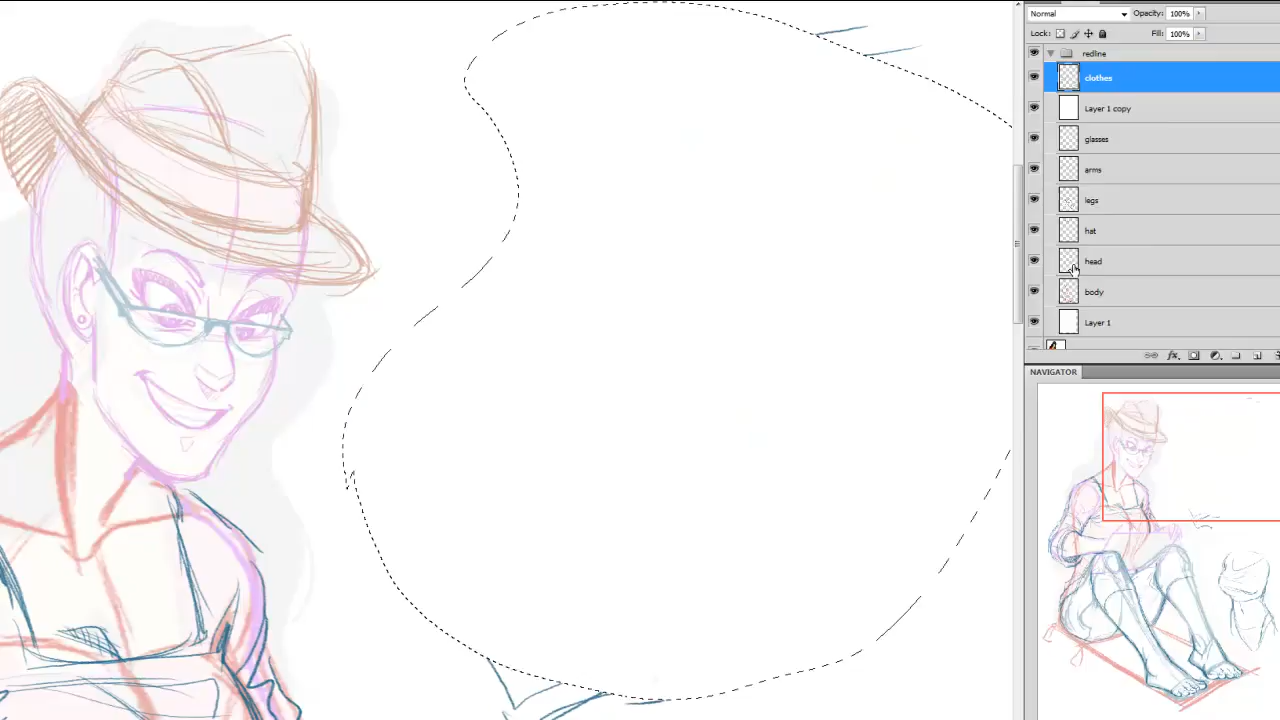 Normal Opacity: 100%
Lock: Fill: 100%
redline
clothes
Layer 1 copy
glasses
arms
legs
hat
head
body
Layer 1
fx
NAVIGATOR